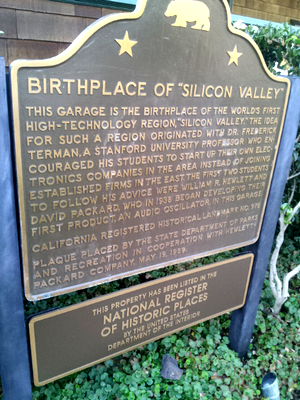 BIRTHPLACE OF "SILICON VALLEY"
THIS GARAGE IS THE BIRTHPLACE OF THE WORLD'S FIRST
HIGH-TECHNOLOGY REGION, "SILICON VALLEY." THE IDEA
FOR SUCH A REGION ORIGINATED WITH DR. FREDERICK
TERMAN, A STANFORD UNIVERSITY PROFESSOR WHO EN-
COURAGED HIS STUDENTS TO START UP THEIR OWN ELEC-
TRONICS COMPANIES IN THE AREA INSTEAD OF JOINING
ESTABLISHED FIRMS IN THE EAST. THE FIRST TWO STUDENTS
TO FOLLOW HIS ADVICE WERE WILLIAM R. HEWLETT AND
DAVID PACKARD, WHO IN 1938 BEGAN DEVELOPING THEIR
FIRST PRODUCT, AN AUDIO OSCILLATOR, IN THIS GARAGE.
CALIFORNIA REGISTERED HISTORICAL LANDMARK NO. 976
PLAQUE PLACED BY THE STATE DEPARTMENT OF PARKS
AND RECREATION IN COOPERATION WITH HEWLETT-
PACKARD COMPANY, MAY 19, 1989.
THIS PROPERTY HAS BEEN LISTED IN THE
NATIONAL REGISTER
OF HISTORIC PLACES
BY THE UNITED STATES
DEPARTMENT OF THE INTERIOR